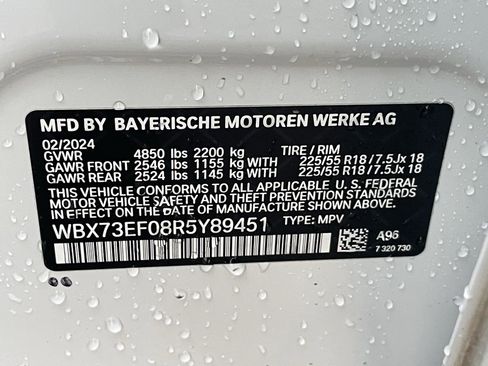 MFD BY BAYERISCHE MOTOREN WERKE AG
02/2024 TIRE / RIM
GVWR 4850 lbs 2200 kg
GAWR FRONT 2546 lbs 1155 kg WITH 225/55 R18 / 7.5Jx 18
GAWR REAR 2524 lbs 1145 kg WITH 225/55 R18 / 7.5Jx 18
THIS VEHICLE CONFORMS TO ALL APPLICABLE U.S. FEDERAL
MOTOR VEHICLE SAFETY AND THEFT PREVENTION STANDARDS
IN EFFECT ON THE DATE OF MANUFACTURE SHOWN ABOVE.
WBX73EF08R5Y89451 TYPE: MPV
A96
7 320 730